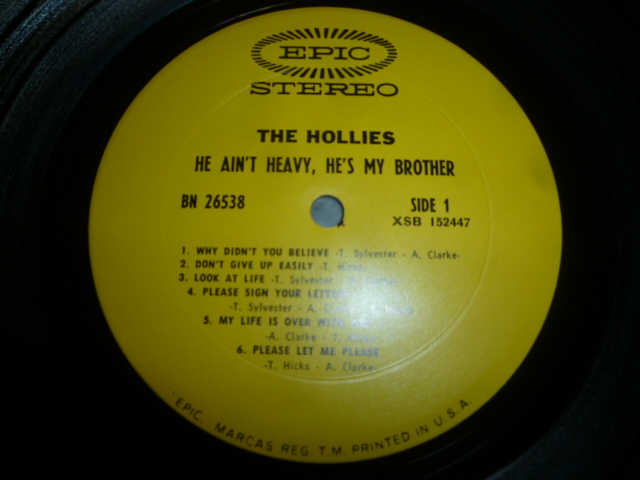 EPIC
STEREO
THE HOLLIES
HE AIN'T HEAVY, HE'S MY BROTHER
BN 26538
SIDE 1
XSB 152447
1. WHY DIDN'T YOU BELIEVE -T. Sylvester - A. Clarke-
2. DON'T GIVE UP EASILY -T. Hicks-
3. LOOK AT LIFE -T. Sylvester
4. PLEASE SIGN YOUR LETTERS
-T. Sylvester - A.
5. MY LIFE IS OVER WITH
-A. Clarke - T.
6. PLEASE LET ME PLEASE
-T. Hicks - A. Clarke-
"EPIC", MARCAS REG. T.M. PRINTED IN U.S.A.